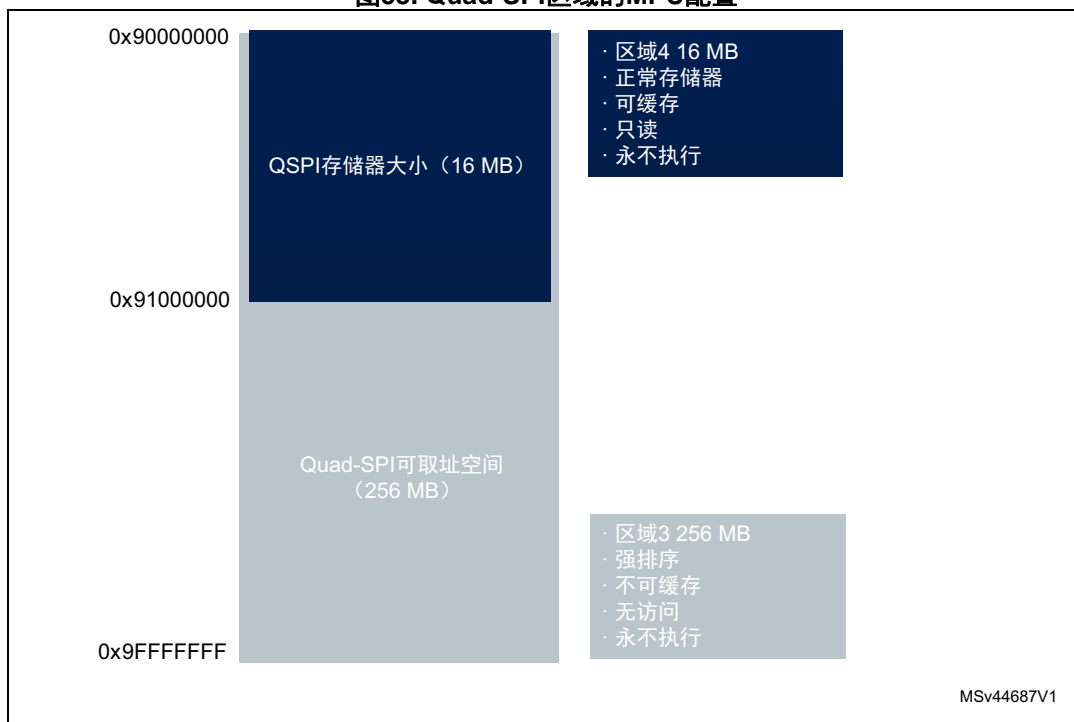 0x90000000
· 区域4 16 MB
· 正常存储器
· 可缓存
· 只读
· 永不执行
QSPI存储器大小（16 MB）
0x91000000
Quad-SPI可取址空间
（256 MB）
· 区域3 256 MB
· 强排序
· 不可缓存
· 无访问
· 永不执行
0x9FFFFFFF
MSv44687V1